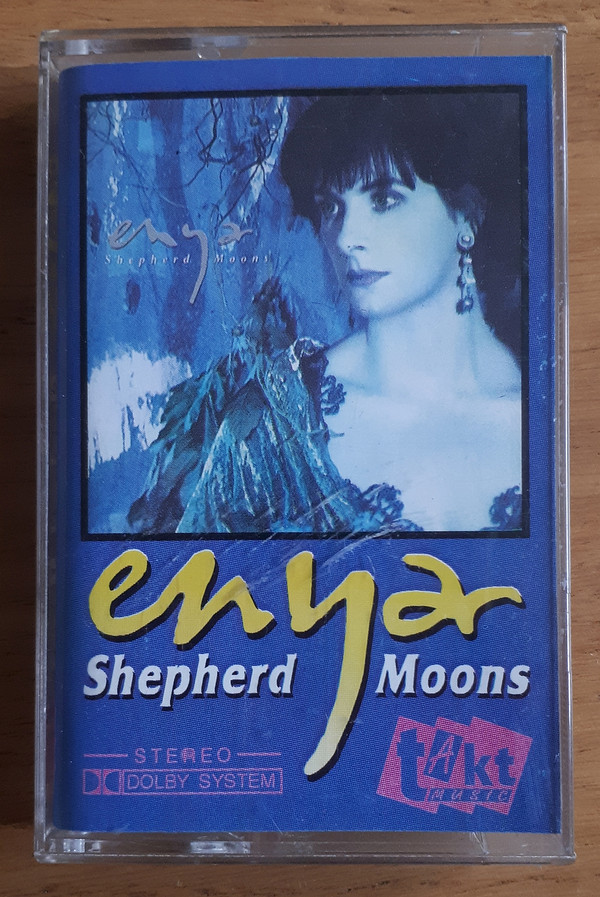 enya
Shepherd Moons
enya
Shepherd Moons
STEREO
DOLBY SYSTEM
tAkt
MUSIC